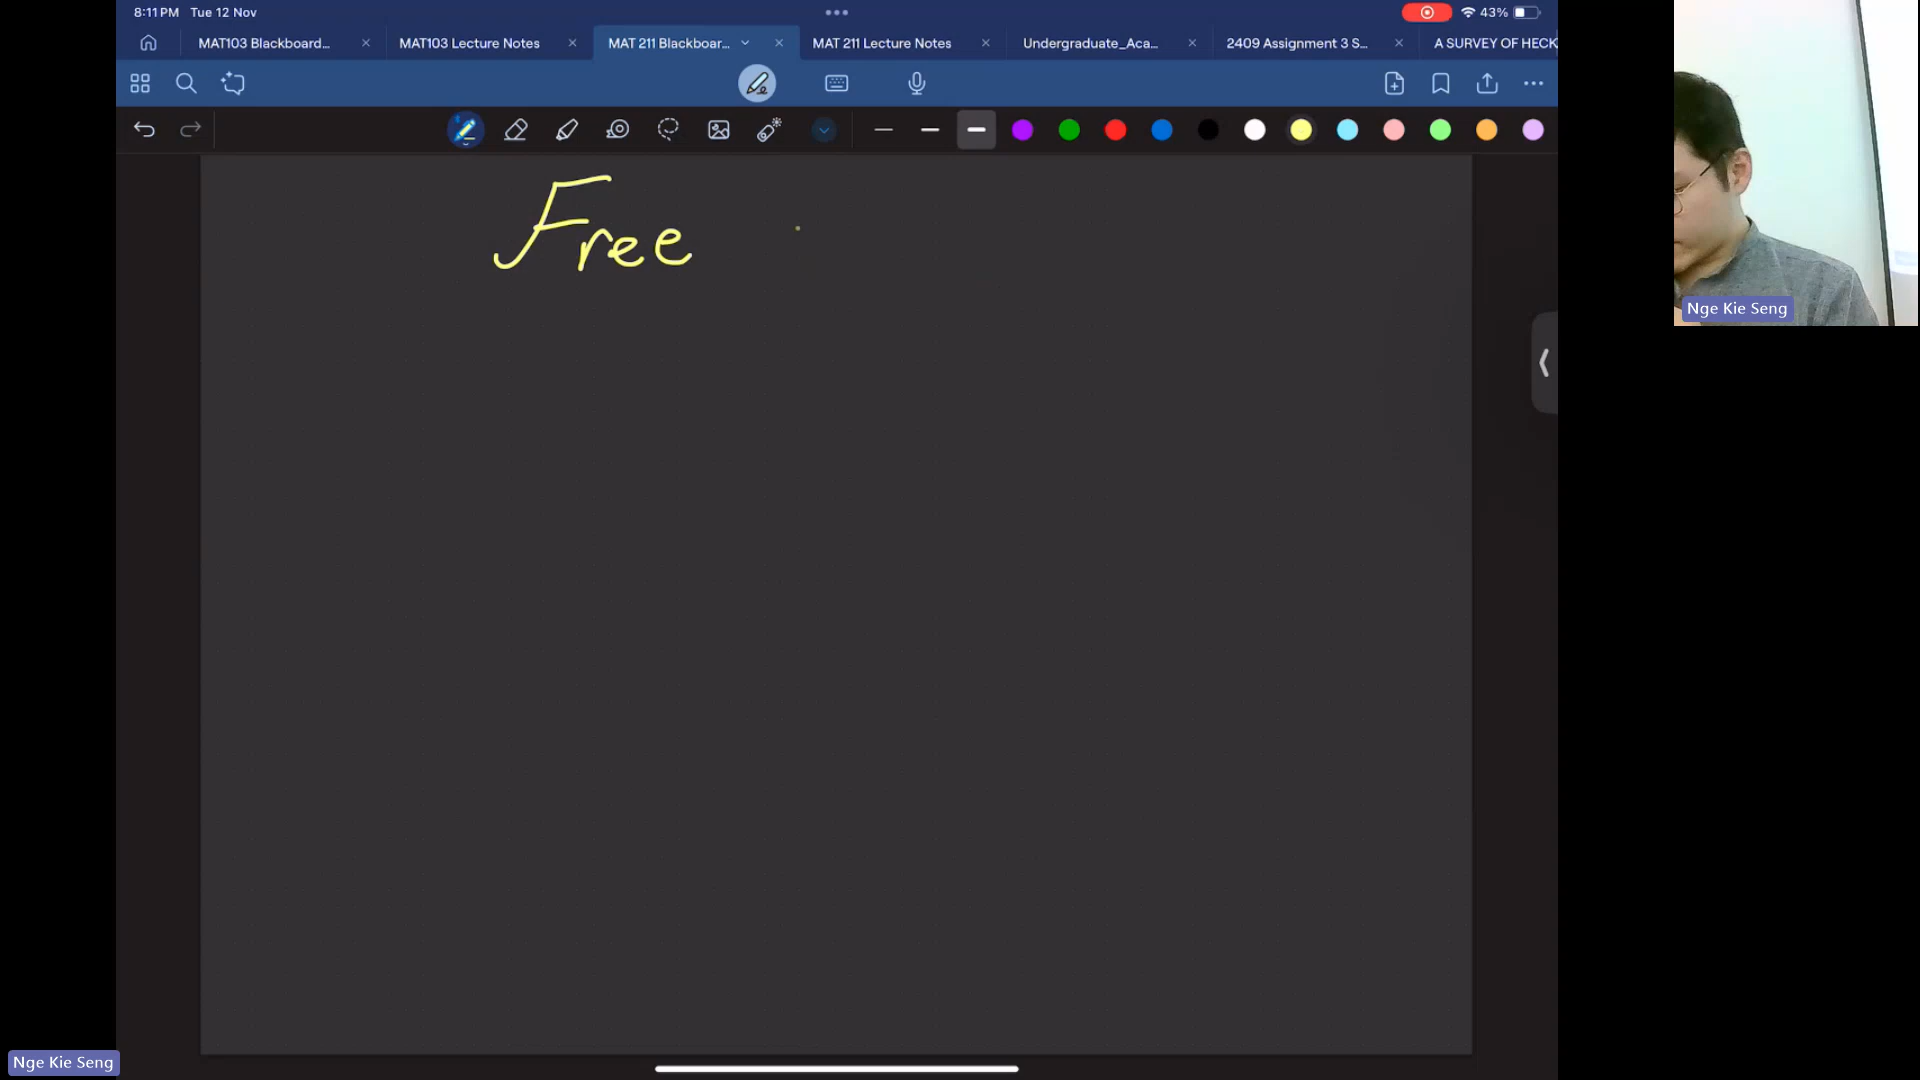 8:11 PM Tue 12 Nov
43%
MAT103 Blackboard...
MAT103 Lecture Notes
MAT 211 Blackboar...
MAT 211 Lecture Notes
Undergraduate_Aca...
2409 Assignment 3 S...
A SURVEY OF HECK
Free
Nge Kie Seng
Nge Kie Seng